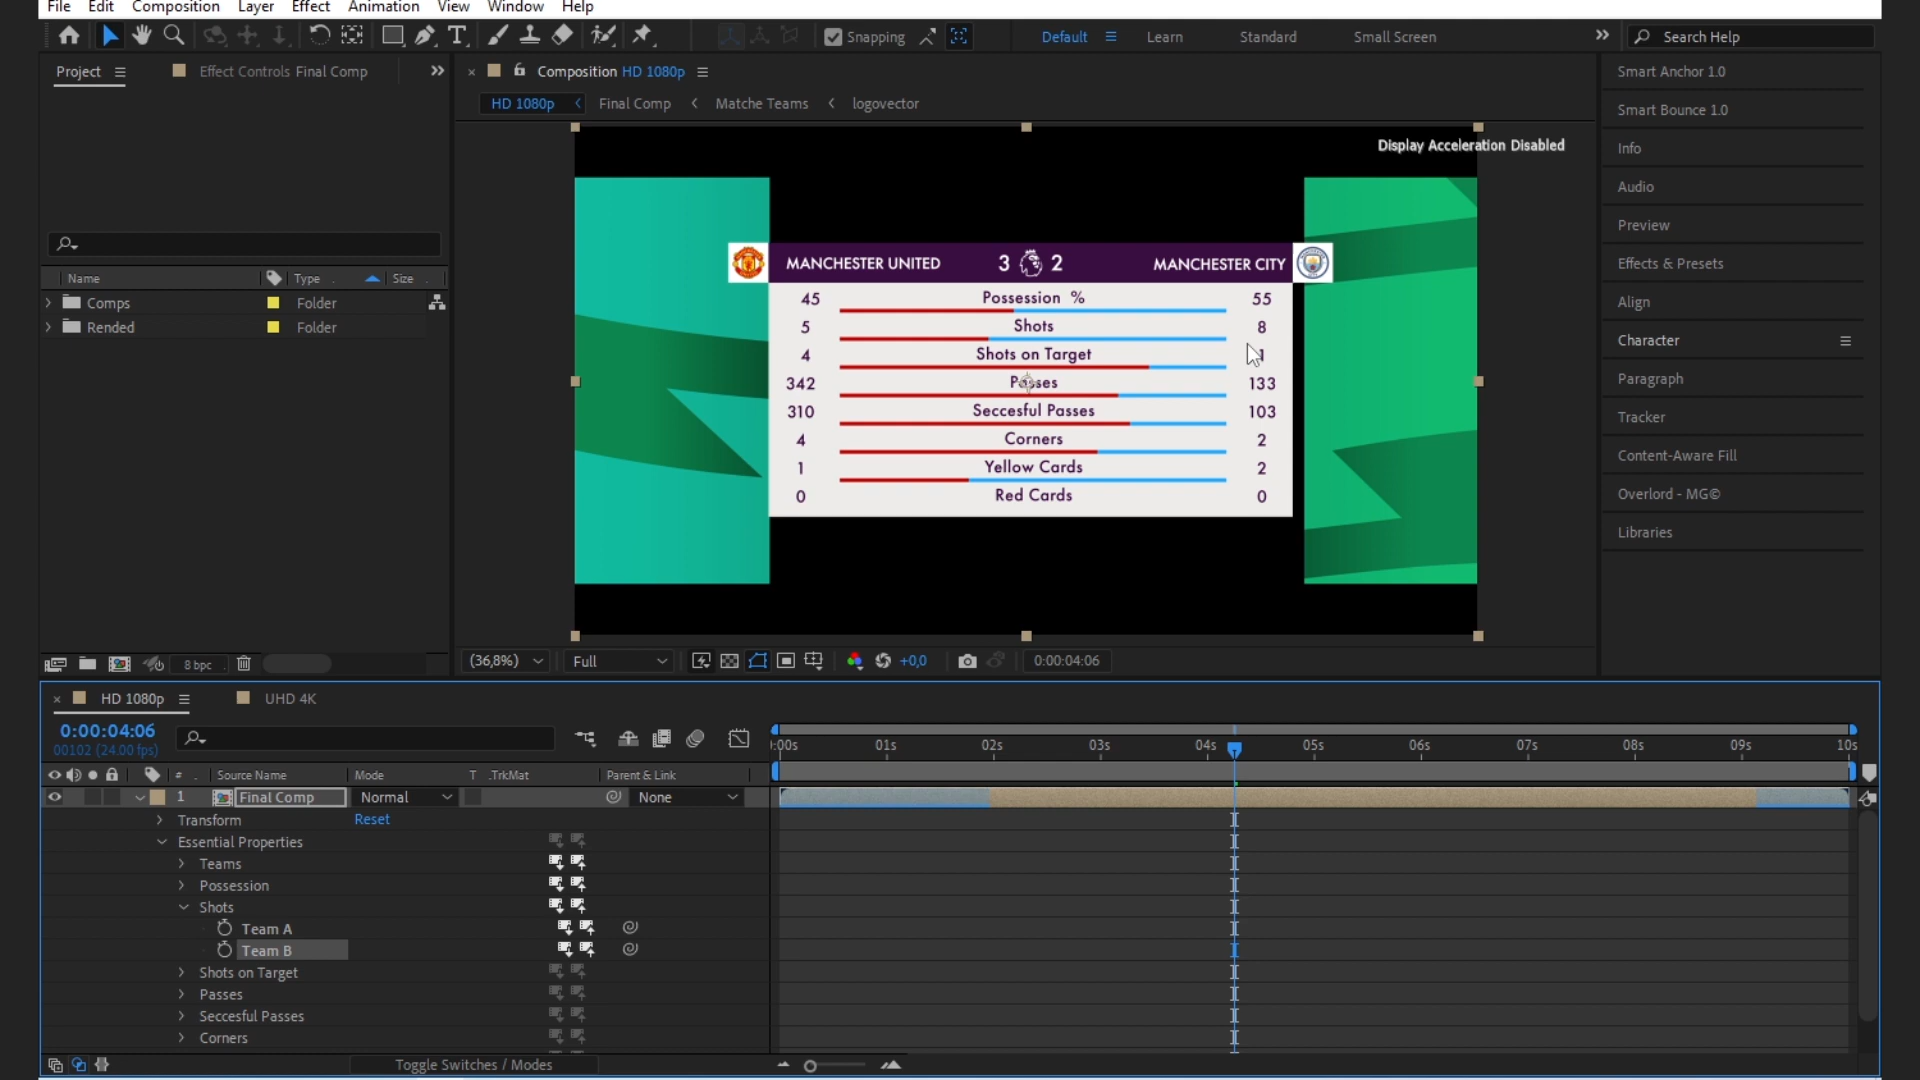 File Edit Composition Layer Effect Animation View Window Help
Snapping Default Learn Standard Small Screen Search Help
Project Effect Controls Final Comp
Composition HD 1080p
HD 1080p Final Comp Matche Teams logovector
Display Acceleration Disabled
MANCHESTER UNITED 3 2 MANCHESTER CITY
45 Possession % 55
5 Shots 8
4 Shots on Target 1
342 Passes 133
310 Seccesful Passes 103
4 Corners 2
1 Yellow Cards 2
0 Red Cards 0
Name Type Size
Comps Folder
Rended Folder
8 bpc
(36,8%) Full +0,0 0:00:04:06
Smart Anchor 1.0
Smart Bounce 1.0
Info
Audio
Preview
Effects & Presets
Align
Character
Paragraph
Tracker
Content-Aware Fill
Overlord - MG©
Libraries
HD 1080p UHD 4K
0:00:04:06
00102 (24.00 fps)
:00s 01s 02s 03s 04s 05s 06s 07s 08s 09s 10s
# Source Name Mode T .TrkMat Parent & Link
1 Final Comp Normal None
Transform Reset
Essential Properties
Teams
Possession
Shots
Team A
Team B
Shots on Target
Passes
Succesful Passes
Corners
Toggle Switches / Modes